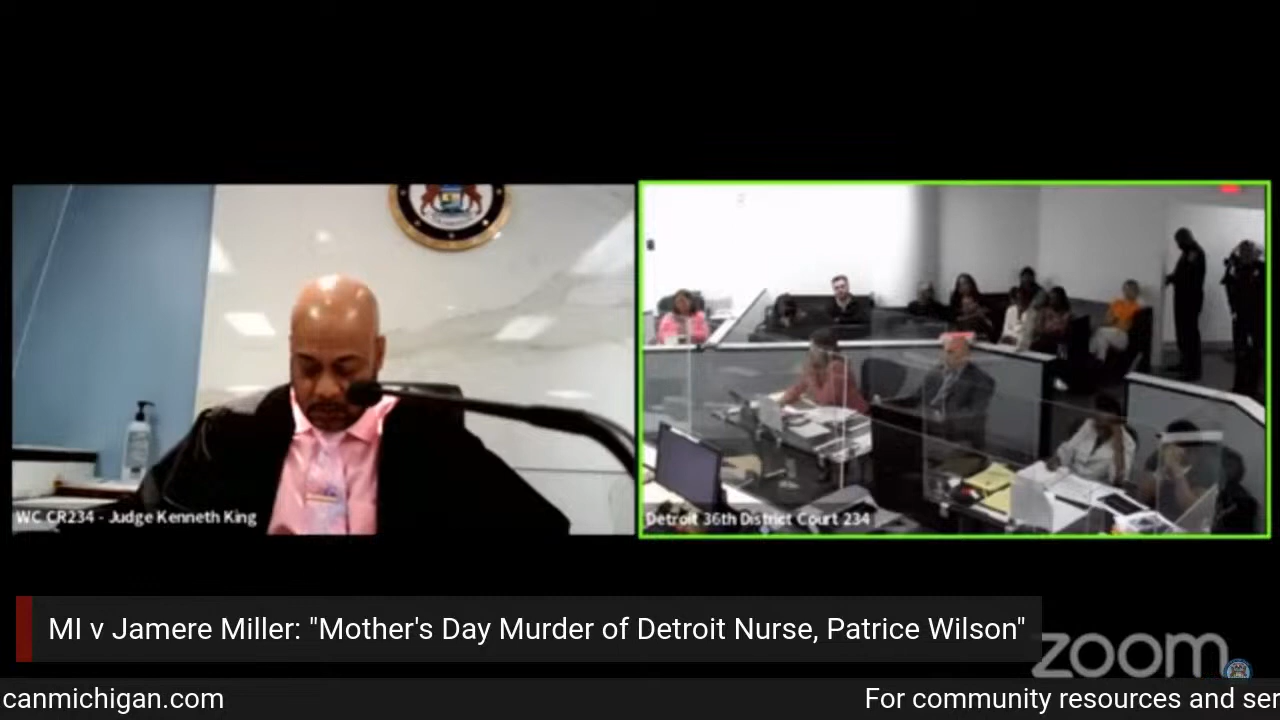 WC CR234 - Judge Kenneth King
Detroit 36th District Court 234
MI v Jamere Miller: "Mother's Day Murder of Detroit Nurse, Patrice Wilson"
zoom
canmichigan.com
For community resources and ser